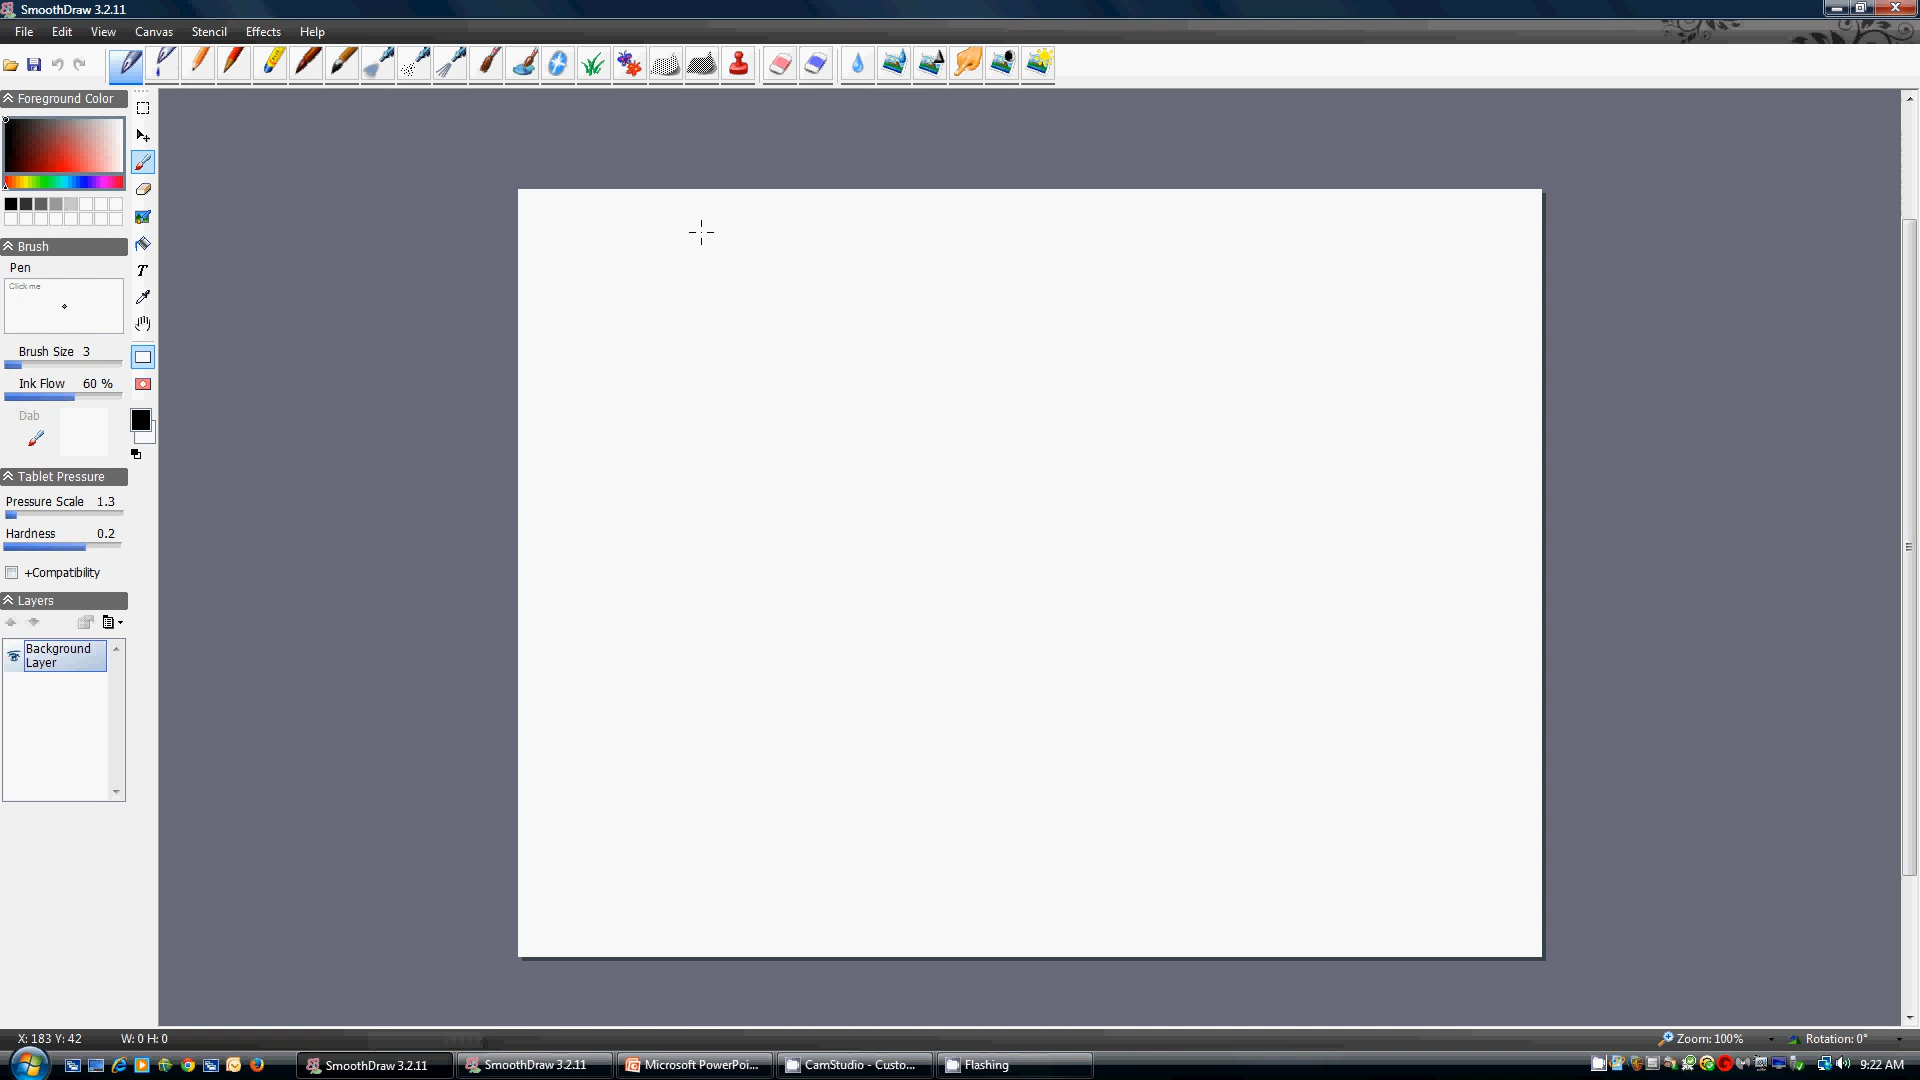 SmoothDraw 3.2.11
File Edit View Canvas Stencil Effects Help
Foreground Color
Brush
Pen
Click me
Brush Size 3
Ink Flow 60 %
Dab
Tablet Pressure
Pressure Scale 1.3
Hardness 0.2
+Compatibility
Layers
Background
Layer
X: 183 Y: 42 W: 0 H: 0 Zoom: 100% Rotation: 0°
SmoothDraw 3.2.11 SmoothDraw 3.2.11 Microsoft PowerPoi... CamStudio - Custo... Flashing 9:22 AM